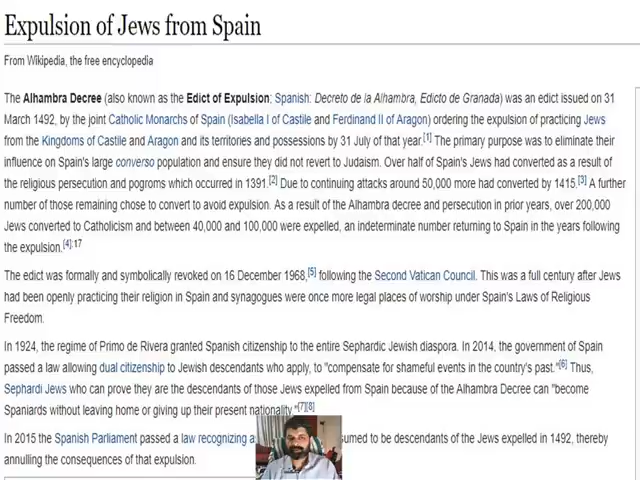 Expulsion of Jews from Spain
From Wikipedia, the free encyclopedia
The Alhambra Decree (also known as the Edict of Expulsion; Spanish: Decreto de la Alhambra, Edicto de Granada) was an edict issued on 31
March 1492, by the joint Catholic Monarchs of Spain (Isabella I of Castile and Ferdinand II of Aragon) ordering the expulsion of practicing Jews
from the Kingdoms of Castile and Aragon and its territories and possessions by 31 July of that year.[1] The primary purpose was to eliminate their
influence on Spain's large converso population and ensure they did not revert to Judaism. Over half of Spain's Jews had converted as a result of
the religious persecution and pogroms which occurred in 1391.[2] Due to continuing attacks around 50,000 more had converted by 1415.[3] A further
number of those remaining chose to convert to avoid expulsion. As a result of the Alhambra decree and persecution in prior years, over 200,000
Jews converted to Catholicism and between 40,000 and 100,000 were expelled, an indeterminate number returning to Spain in the years following
the expulsion.[4]:17
The edict was formally and symbolically revoked on 16 December 1968,[5] following the Second Vatican Council. This was a full century after Jews
had been openly practicing their religion in Spain and synagogues were once more legal places of worship under Spain's Laws of Religious
Freedom.
In 1924, the regime of Primo de Rivera granted Spanish citizenship to the entire Sephardic Jewish diaspora. In 2014, the government of Spain
passed a law allowing dual citizenship to Jewish descendants who apply, to "compensate for shameful events in the country's past."[6] Thus,
Sephardi Jews who can prove they are the descendants of those Jews expelled from Spain because of the Alhambra Decree can "become
Spaniards without leaving home or giving up their present nationality."[7][8]
In 2015 the Spanish Parliament passed a law recognizing sumed to be descendants of the Jews expelled in 1492, thereby
annulling the consequences of that expulsion.